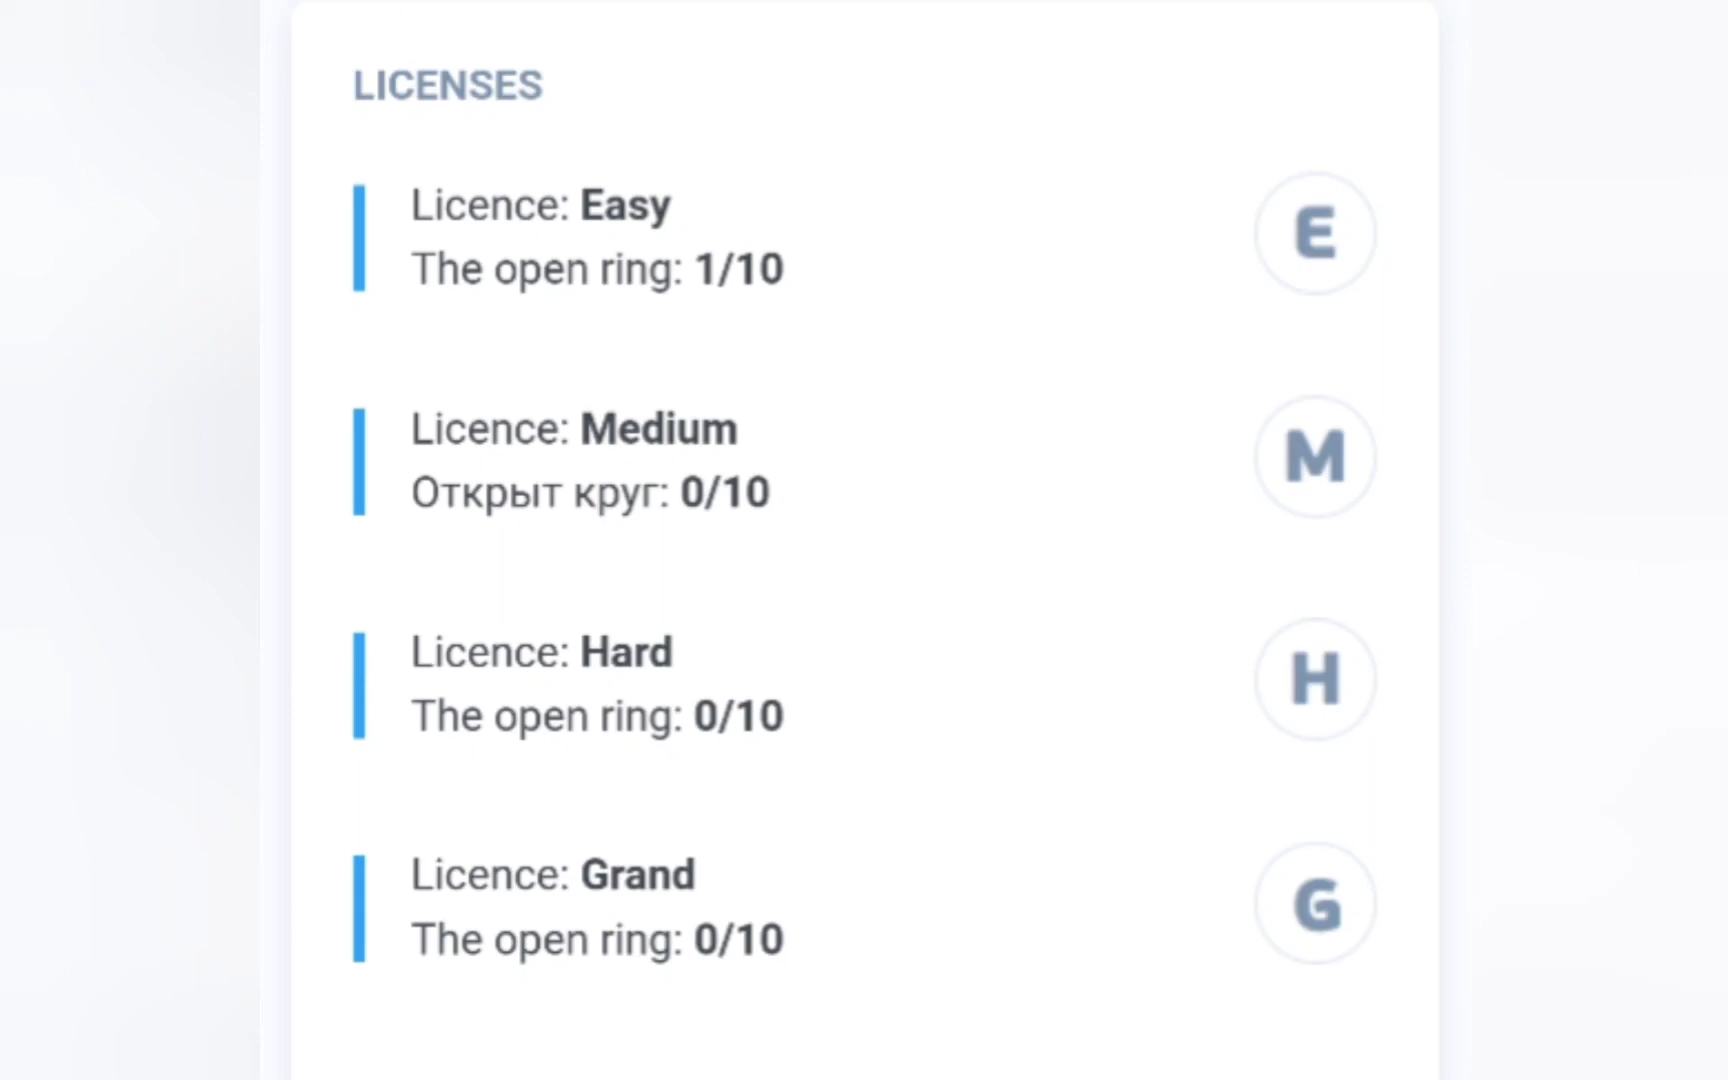 LICENSES
Licence: Easy
The open ring: 1/10
E
Licence: Medium
Открыт круг: 0/10
M
Licence: Hard
The open ring: 0/10
H
Licence: Grand
The open ring: 0/10
G